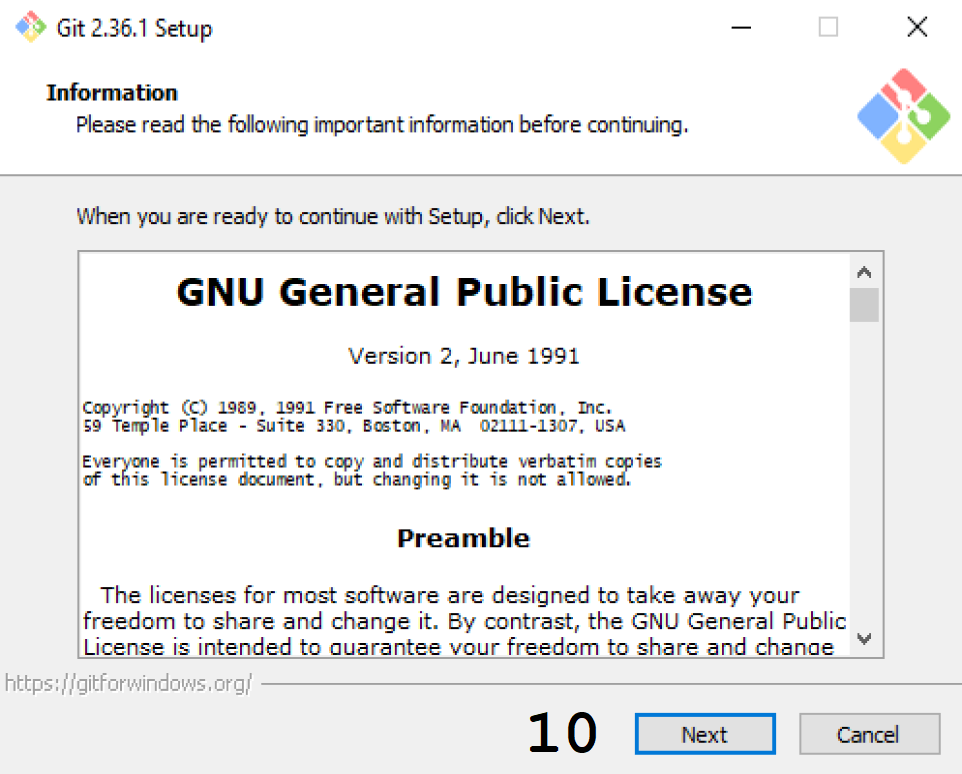 Git 2.36.1 Setup
Information
Please read the following important information before continuing.
When you are ready to continue with Setup, click Next.
GNU General Public License
Version 2, June 1991
Copyright (C) 1989, 1991 Free Software Foundation, Inc.
59 Temple Place - Suite 330, Boston, MA  02111-1307, USA
Everyone is permitted to copy and distribute verbatim copies
of this license document, but changing it is not allowed.
Preamble
The licenses for most software are designed to take away your
freedom to share and change it. By contrast, the GNU General Public
License is intended to guarantee your freedom to share and change
https://gitforwindows.org/
10 Next Cancel